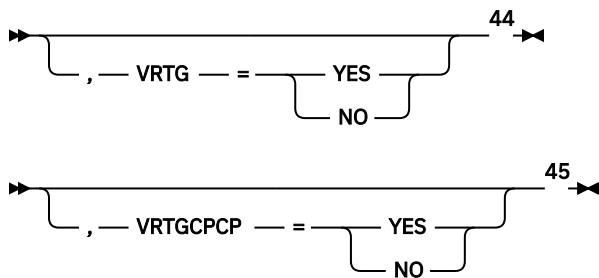 44
, VRTG = YES
NO
45
, VRTGCPCP = YES
NO